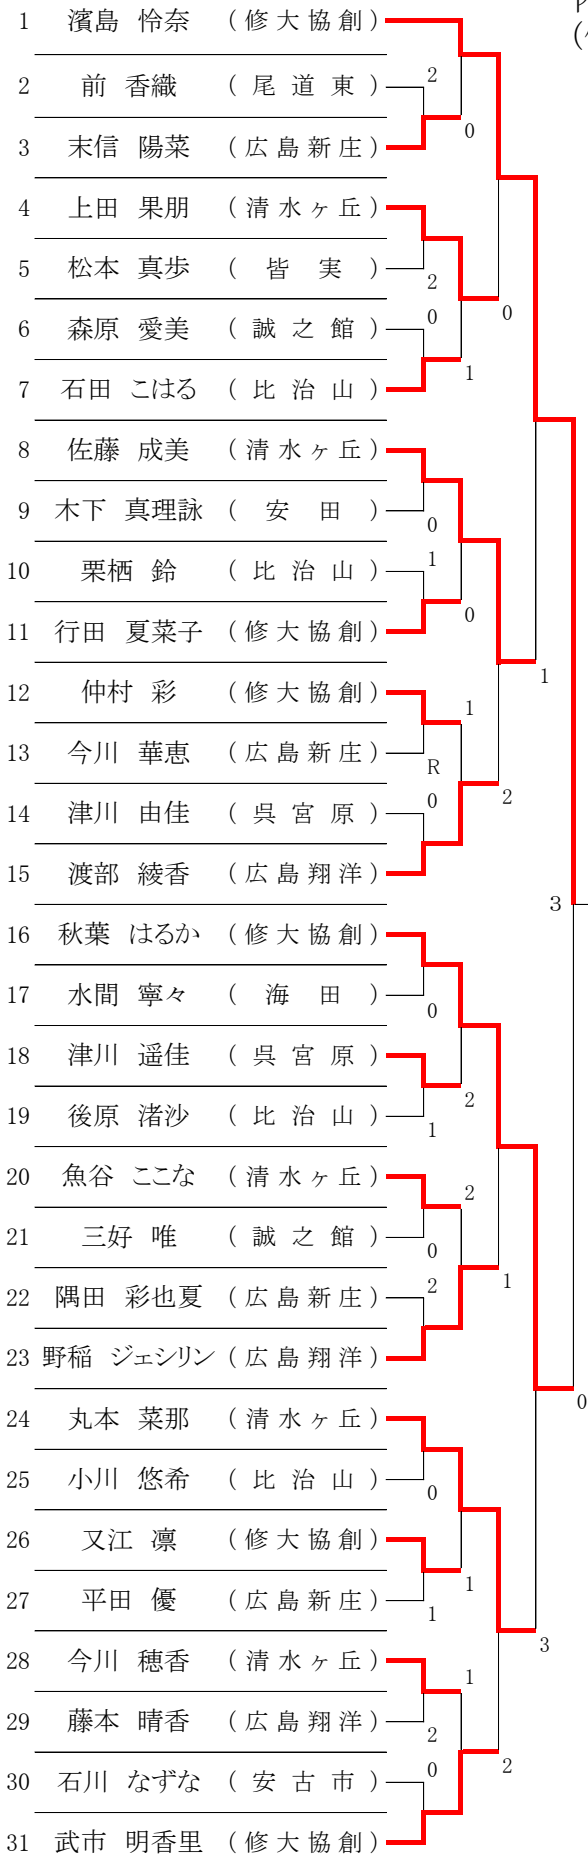 1 濱島 怜奈 (修大協創)
2 前 香織 (尾道東)
2
0
3 末信 陽菜 (広島新庄)
4 上田 果朋 (清水ヶ丘)
5 松本 真歩 (皆実)
2
0
0
6 森原 愛美 (誠之館)
1
7 石田 こはる (比治山)
8 佐藤 成美 (清水ヶ丘)
9 木下 真理詠 (安田)
0
1
10 栗栖 鈴 (比治山)
0
11 行田 夏菜子 (修大協創)
1
12 仲村 彩 (修大協創)
1
13 今川 華恵 (広島新庄)
R
0
2
14 津川 由佳 (呉宮原)
15 渡部 綾香 (広島翔洋)
3
16 秋葉 はるか (修大協創)
17 水間 寧々 (海田)
0
18 津川 遥佳 (呉宮原)
2
19 後原 渚沙 (比治山)
1
20 魚谷 ここな (清水ヶ丘)
2
21 三好 唯 (誠之館)
0
2
1
22 隅田 彩也夏 (広島新庄)
23 野稲 ジェシリン (広島翔洋)
0
24 丸本 菜那 (清水ヶ丘)
25 小川 悠希 (比治山)
0
26 又江 凛 (修大協創)
1
27 平田 優 (広島新庄)
1
3
28 今川 穂香 (清水ヶ丘)
1
29 藤本 晴香 (広島翔洋)
2
0
2
30 石川 なずな (安古市)
31 武市 明香里 (修大協創)